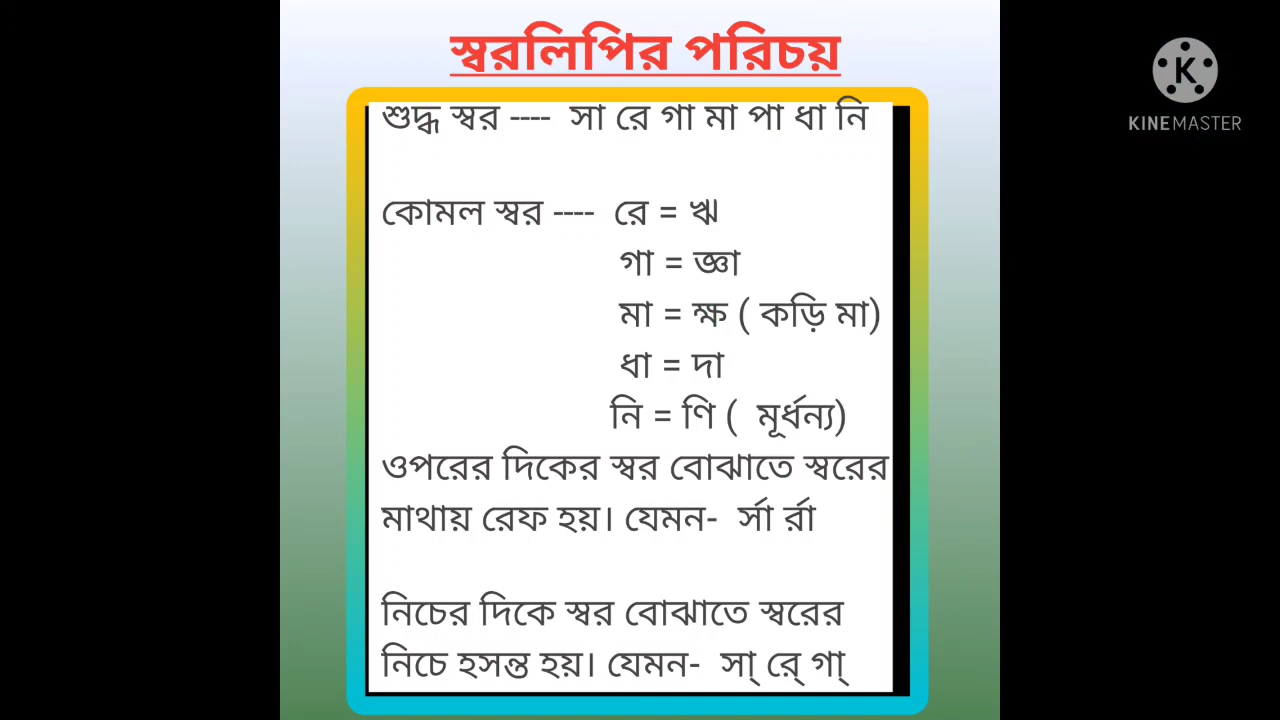 স্বরলিপির পরিচয়
KINEMASTER
শুদ্ধ স্বর ---- সা রে গা মা পা ধা নি
কোমল স্বর ---- রে = ঋ
গা = জ্ঞা
মা = ক্ষ ( কড়ি মা)
ধা = দা
নি = ণি ( মূর্ধন্য)
ওপরের দিকের স্বর বোঝাতে স্বরের
মাথায় রেফ হয়। যেমন- র্সা র্রা
নিচের দিকে স্বর বোঝাতে স্বরের
নিচে হসন্ত হয়। যেমন- সা্ রে্ গা্